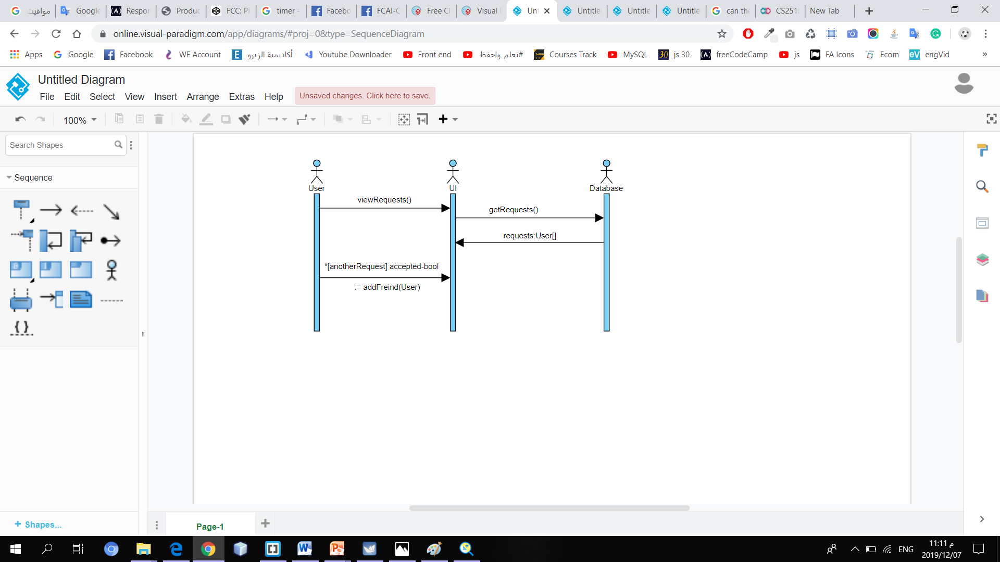 مواقيت
Google
Respon
Produc
FCC: Pr
timer -
Facebo
FCAI-C
Free Cl
Visual
Unt
Untitle
Untitle
Untitle
can the
CS251:
New Tab
online.visual-paradigm.com/app/diagrams/#proj=0&type=SequenceDiagram
Apps
Google
Facebook
WE Account
أكاديمية الزيرو
Youtube Downloader
Front end
#تعلم_واحفظ
Courses Track
MySQL
js 30
freeCodeCamp
js
FA Icons
Ecom
engVid
»
Untitled Diagram
File Edit Select View Insert Arrange Extras Help
Unsaved changes. Click here to save.
100%
Search Shapes
Sequence
User
UI
Database
viewRequests()
getRequests()
requests:User[]
*[anotherRequest] accepted-bool
:= addFreind(User)
+ Shapes...
Page-1
ENG
11:11 م
2019/12/07